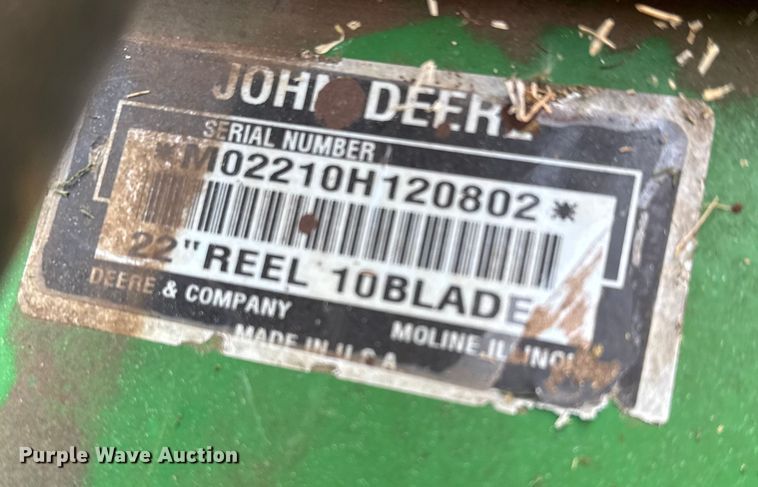 JOHN DEERE
SERIAL NUMBER
*M02210H120802*
22" REEL 10BLADE
DEERE & COMPANY MOLINE, ILLINOIS
MADE IN U.S.A.
Purple Wave Auction